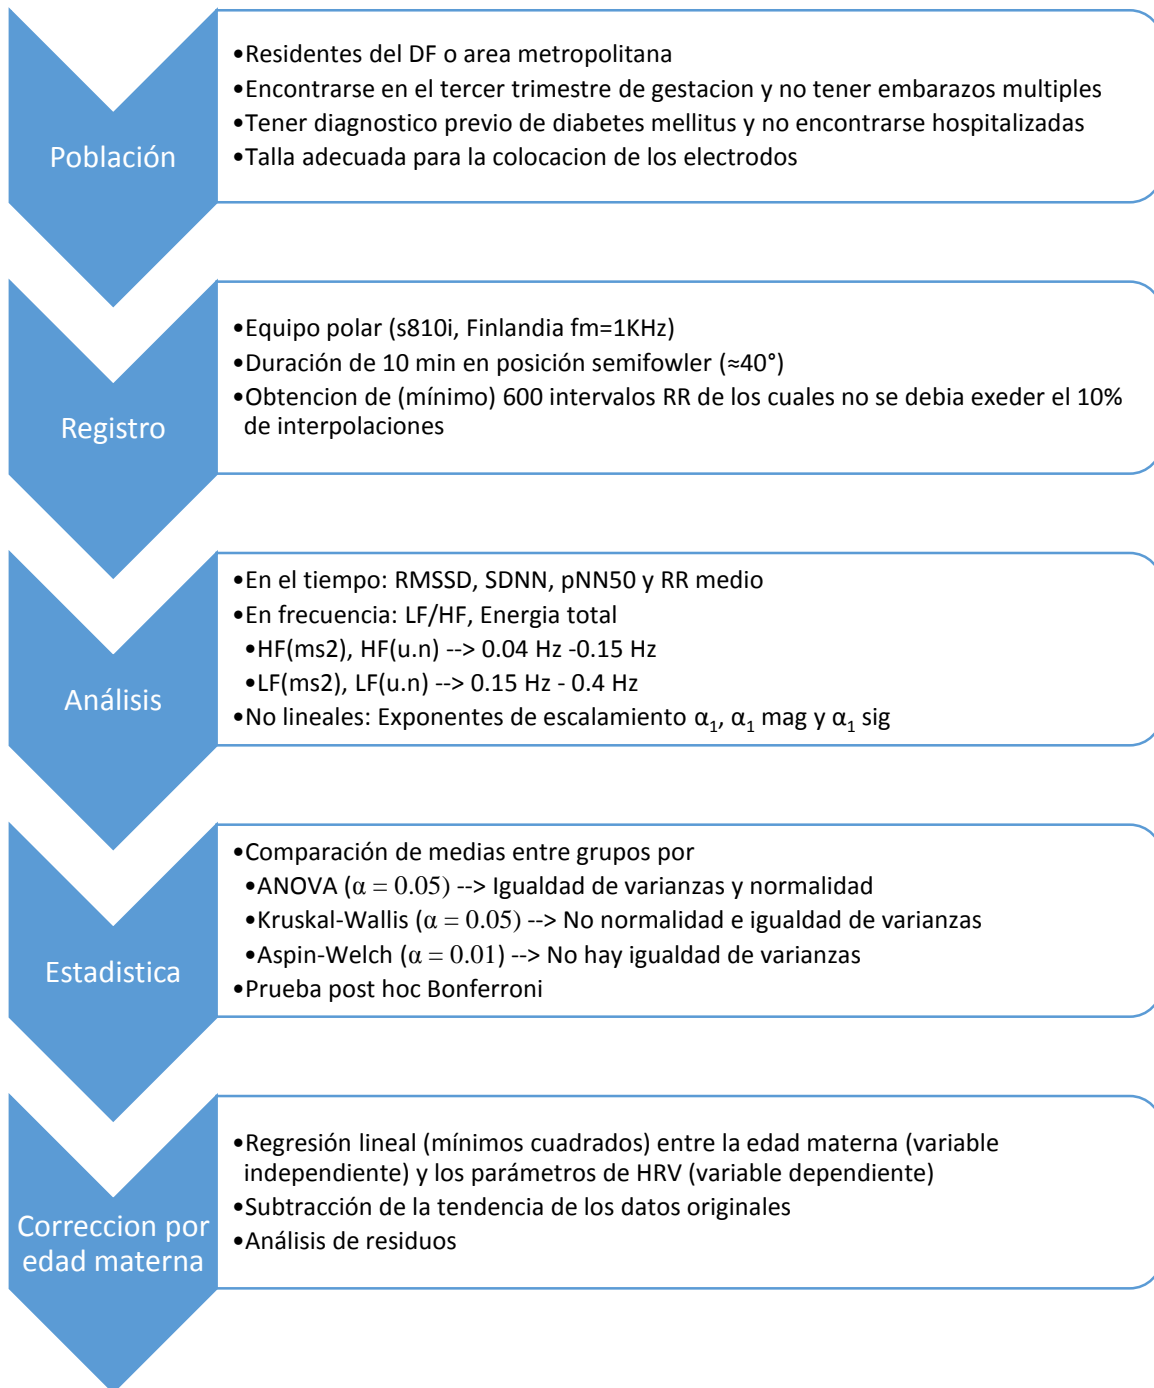 Población
•Residentes del DF o area metropolitana
•Encontrarse en el tercer trimestre de gestacion y no tener embarazos multiples
•Tener diagnostico previo de diabetes mellitus y no encontrarse hospitalizadas
•Talla adecuada para la colocacion de los electrodos
Registro
•Equipo polar (s810i, Finlandia fm=1KHz)
•Duración de 10 min en posición semifowler (≈40°)
•Obtencion de (mínimo) 600 intervalos RR de los cuales no se debia exeder el 10%
de interpolaciones
Análisis
•En el tiempo: RMSSD, SDNN, pNN50 y RR medio
•En frecuencia: LF/HF, Energia total
•HF(ms2), HF(u.n) --> 0.04 Hz -0.15 Hz
•LF(ms2), LF(u.n) --> 0.15 Hz - 0.4 Hz
•No lineales: Exponentes de escalamiento α₁, α₁ mag y α₁ sig
Estadistica
•Comparación de medias entre grupos por
•ANOVA (α = 0.05) --> Igualdad de varianzas y normalidad
•Kruskal-Wallis (α = 0.05) --> No normalidad e igualdad de varianzas
•Aspin-Welch (α = 0.01) --> No hay igualdad de varianzas
•Prueba post hoc Bonferroni
Correccion por
edad materna
•Regresión lineal (mínimos cuadrados) entre la edad materna (variable
independiente) y los parámetros de HRV (variable dependiente)
•Subtracción de la tendencia de los datos originales
•Análisis de residuos